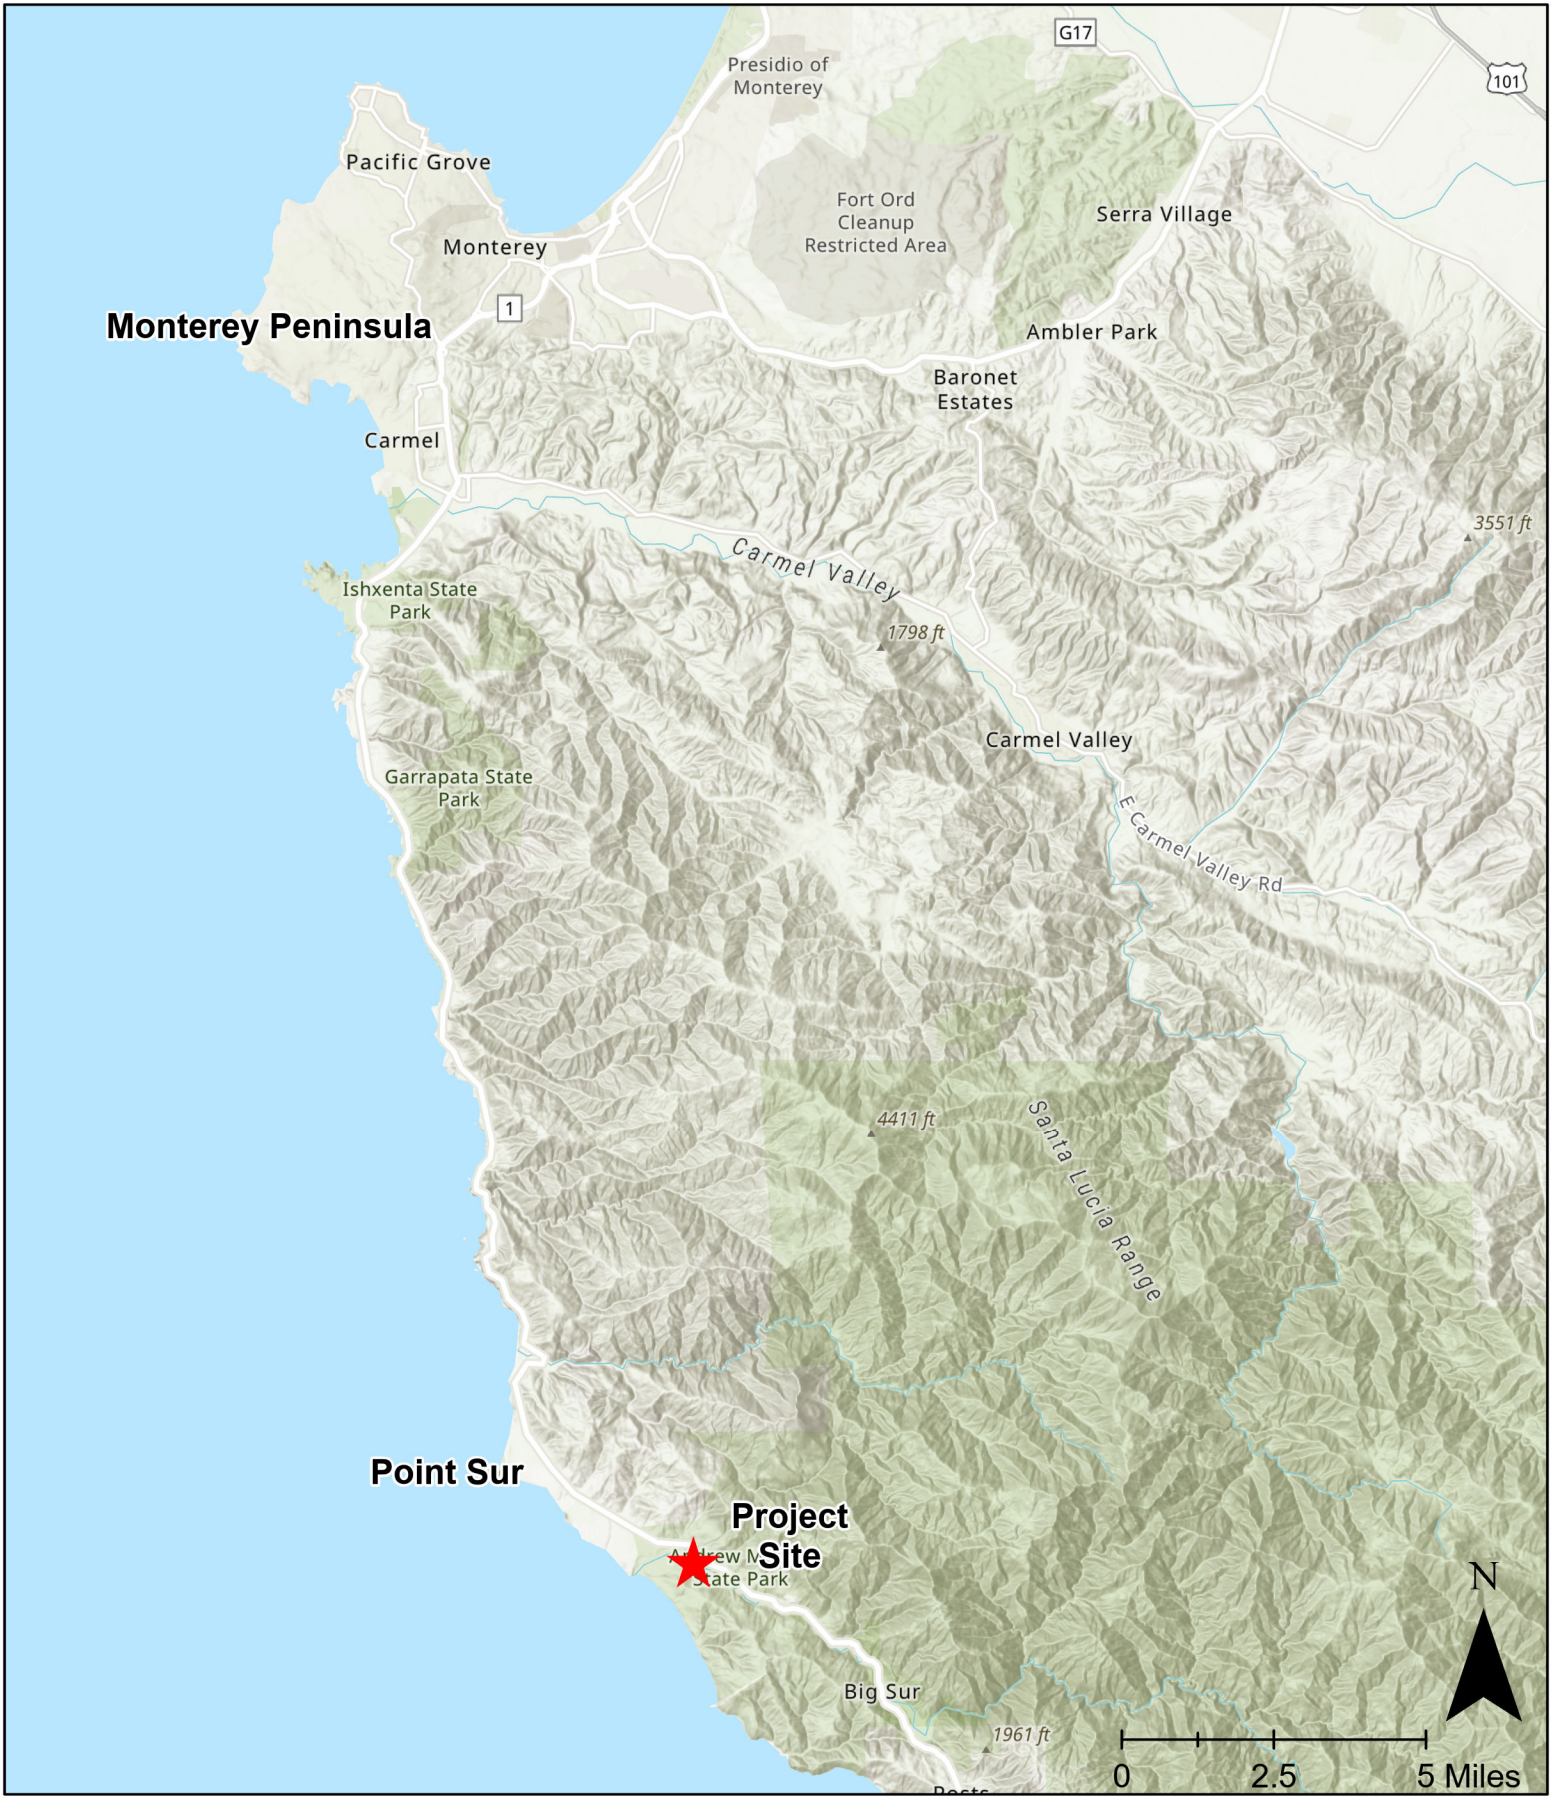 G17
101
Presidio of
Monterey
Pacific Grove
Fort Ord
Cleanup
Restricted Area
Serra Village
Monterey
1
Monterey Peninsula
Ambler Park
Baronet
Estates
Carmel
3551 ft
Carmel Valley
Ishxenta State
Park
1798 ft
Carmel Valley
Garrapata State
Park
E Carmel Valley Rd
4411 ft
Santa Lucia Range
Point Sur
Project
Site
Andrew M
State Park
N
Big Sur
1961 ft
0 2.5 5 Miles